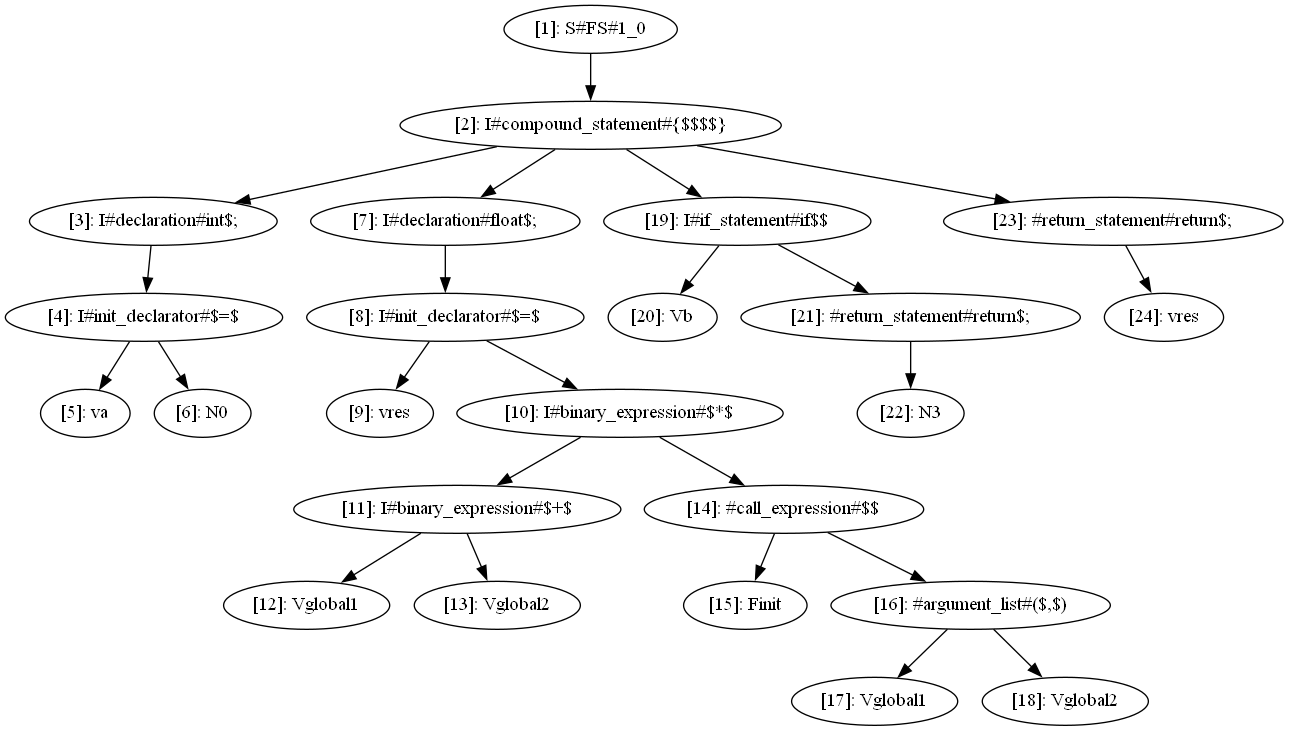 [1]: S#FS#1_0
[2]: I#compound_statement#{$$$$}
[3]: I#declaration#int$;
[7]: I#declaration#float$;
[19]: I#if_statement#if$$
[23]: #return_statement#return$;
[4]: I#init_declarator#$=$
[8]: I#init_declarator#$=$
[20]: Vb
[21]: #return_statement#return$;
[24]: vres
[5]: va
[6]: N0
[9]: vres
[10]: I#binary_expression#$*$
[22]: N3
[11]: I#binary_expression#$+$
[14]: #call_expression#$$
[12]: Vglobal1
[13]: Vglobal2
[15]: Finit
[16]: #argument_list#($,$)
[17]: Vglobal1
[18]: Vglobal2